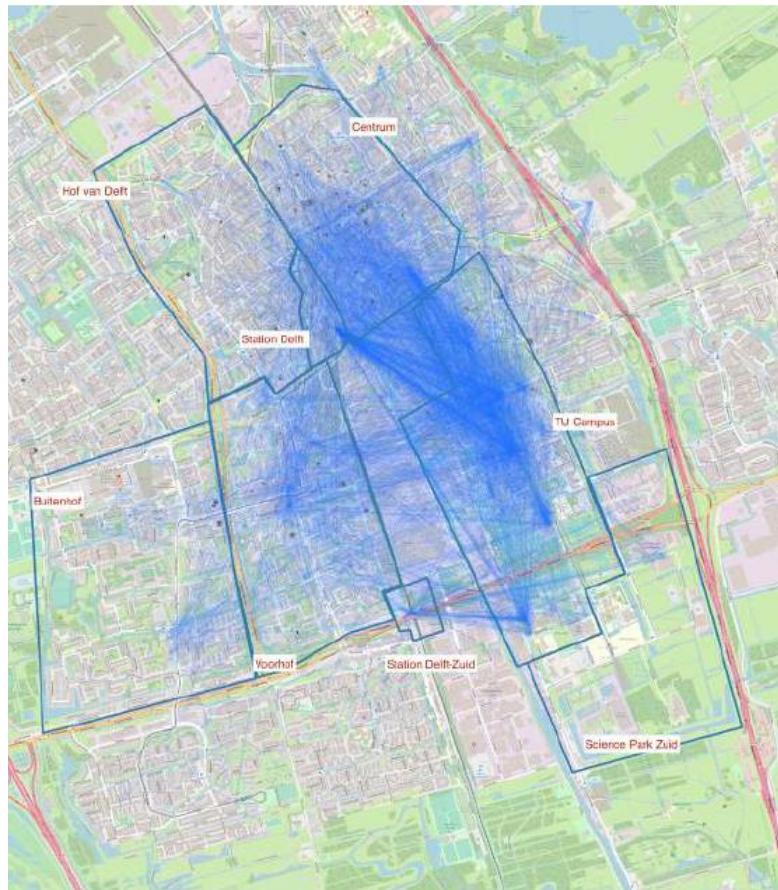 Centrum
Hof van Delft
Station Delft
TU Campus
Buitenhof
Voorhof
Station Delft-Zuid
Science Park Zuid